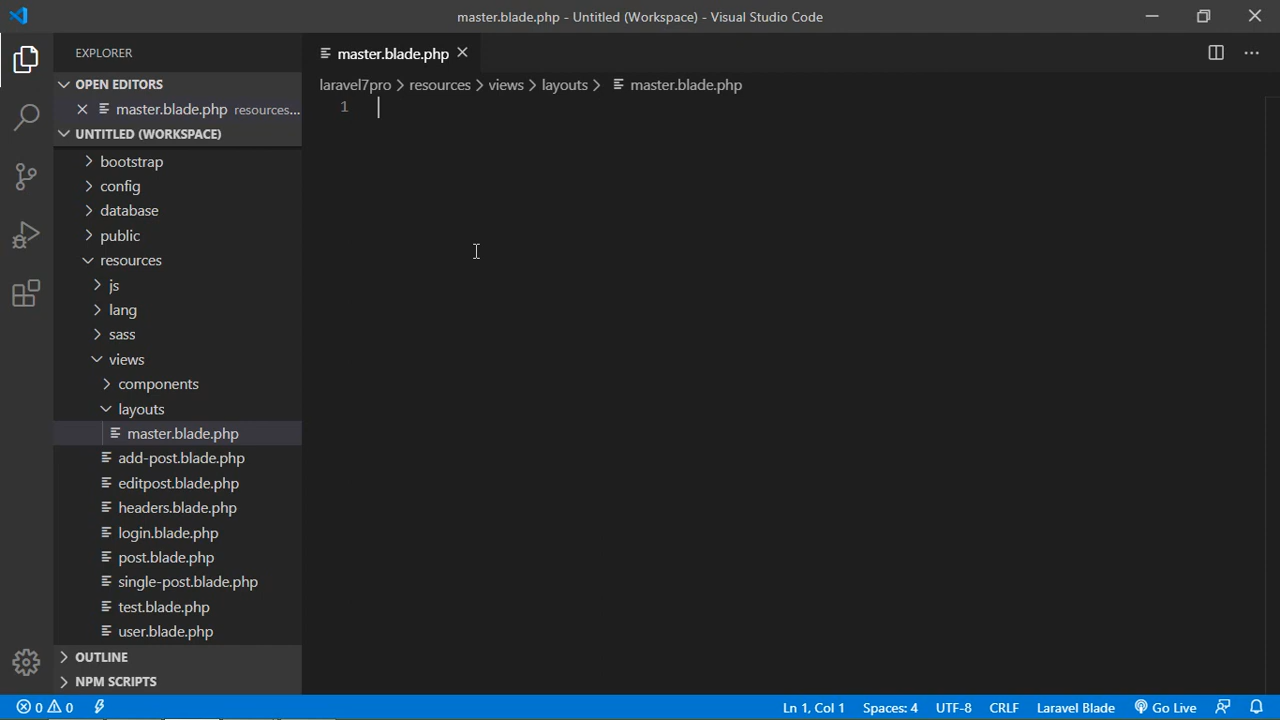 master.blade.php - Untitled (Workspace) - Visual Studio Code
EXPLORER
OPEN EDITORS
master.blade.php resources...
UNTITLED (WORKSPACE)
bootstrap
config
database
public
resources
js
lang
sass
views
components
layouts
master.blade.php
add-post.blade.php
editpost.blade.php
headers.blade.php
login.blade.php
post.blade.php
single-post.blade.php
test.blade.php
user.blade.php
OUTLINE
NPM SCRIPTS
master.blade.php
laravel7pro > resources > views > layouts > master.blade.php
1
0 0 Ln 1, Col 1 Spaces: 4 UTF-8 CRLF Laravel Blade Go Live